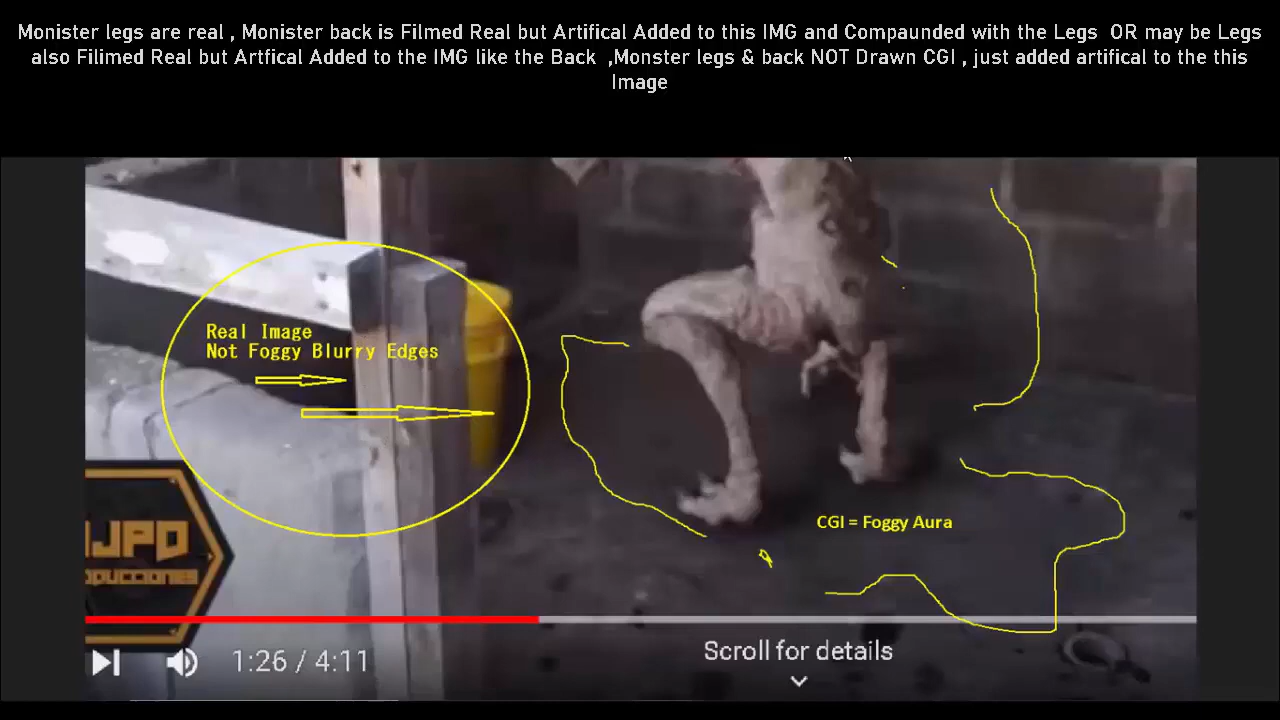 Monister legs are real , Monister back is Filmed Real but Artifical Added to this IMG and Compaunded with the Legs OR may be Legs
also Filimed Real but Artfical Added to the IMG like the Back ,Monster legs & back NOT Drawn CGI , just added artifical to the this
Image
Real Image
Not Foggy Blurry Edges
CGI = Foggy Aura
JPD
1:26 / 4:11
Scroll for details